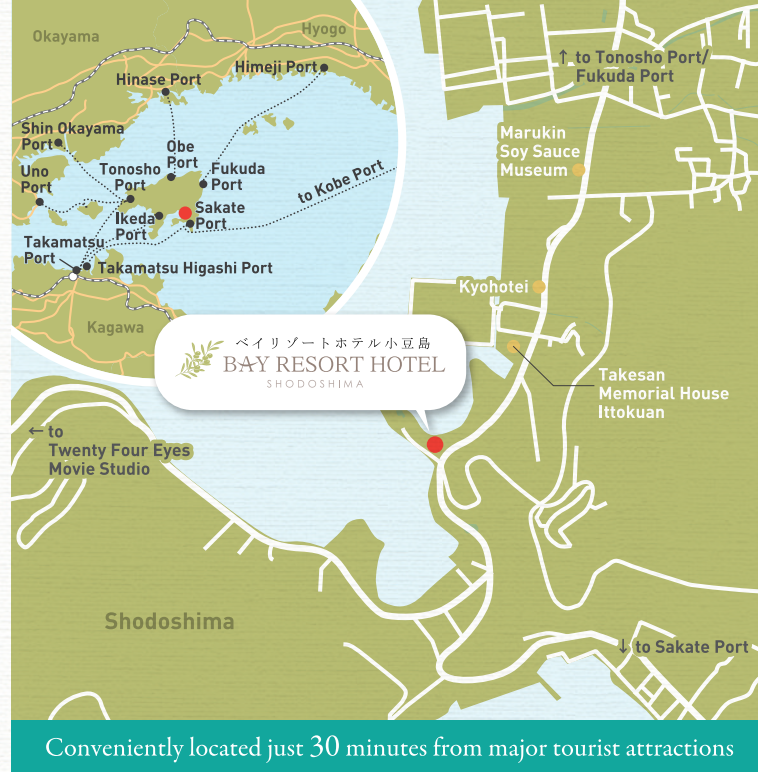 Okayama
Hyogo
Himeji Port
Hinase Port
Shin Okayama
Port
Obe
Port
Uno
Port
Tonosho
Port
Fukuda
Port
to Kobe Port
Ikeda
Port
Sakate
Port
Takamatsu
Port
Takamatsu Higashi Port
Kagawa
↑ to Tonosho Port/
Fukuda Port
Marukin
Soy Sauce
Museum
Kyohotei
ベイリゾートホテル小豆島
BAY RESORT HOTEL
SHODOSHIMA
Takesan
Memorial House
Ittokuan
← to
Twenty Four Eyes
Movie Studio
Shodoshima
↓ to Sakate Port
Conveniently located just 30 minutes from major tourist attractions